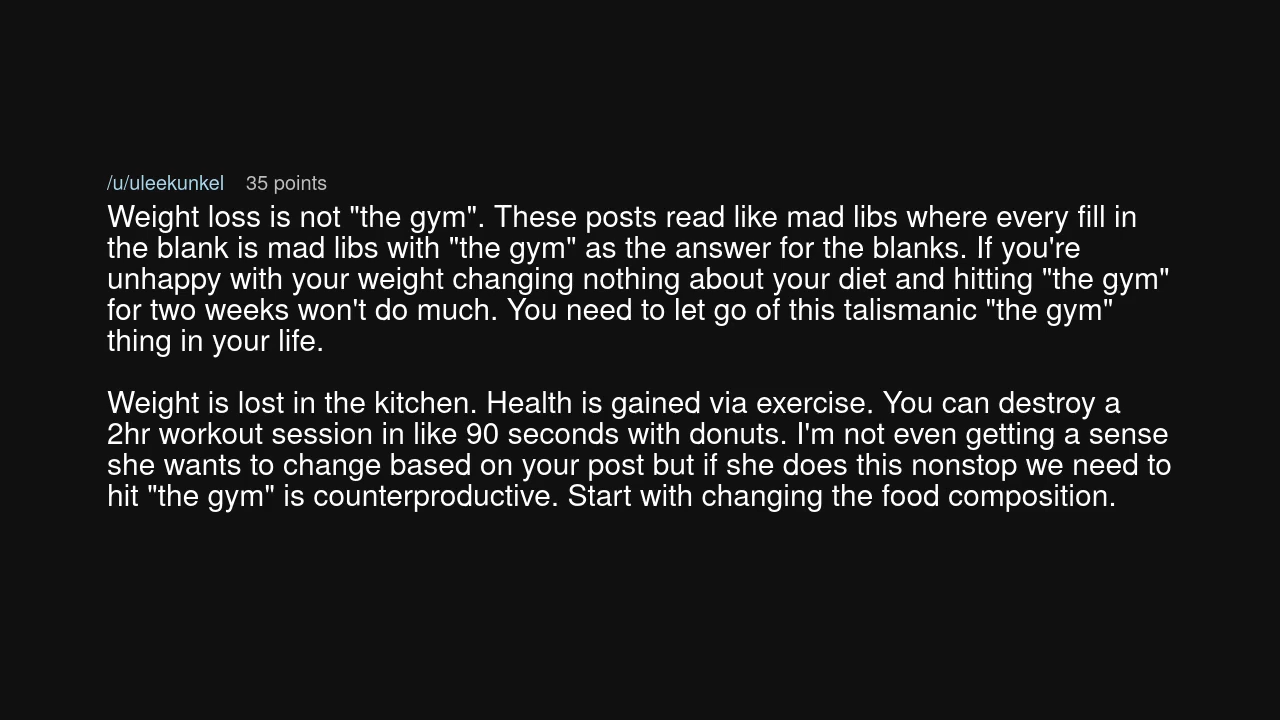 /u/uleekunkel 35 points
Weight loss is not "the gym". These posts read like mad libs where every fill in
the blank is mad libs with "the gym" as the answer for the blanks. If you're
unhappy with your weight changing nothing about your diet and hitting "the gym"
for two weeks won't do much. You need to let go of this talismanic "the gym"
thing in your life.
Weight is lost in the kitchen. Health is gained via exercise. You can destroy a
2hr workout session in like 90 seconds with donuts. I'm not even getting a sense
she wants to change based on your post but if she does this nonstop we need to
hit "the gym" is counterproductive. Start with changing the food composition.